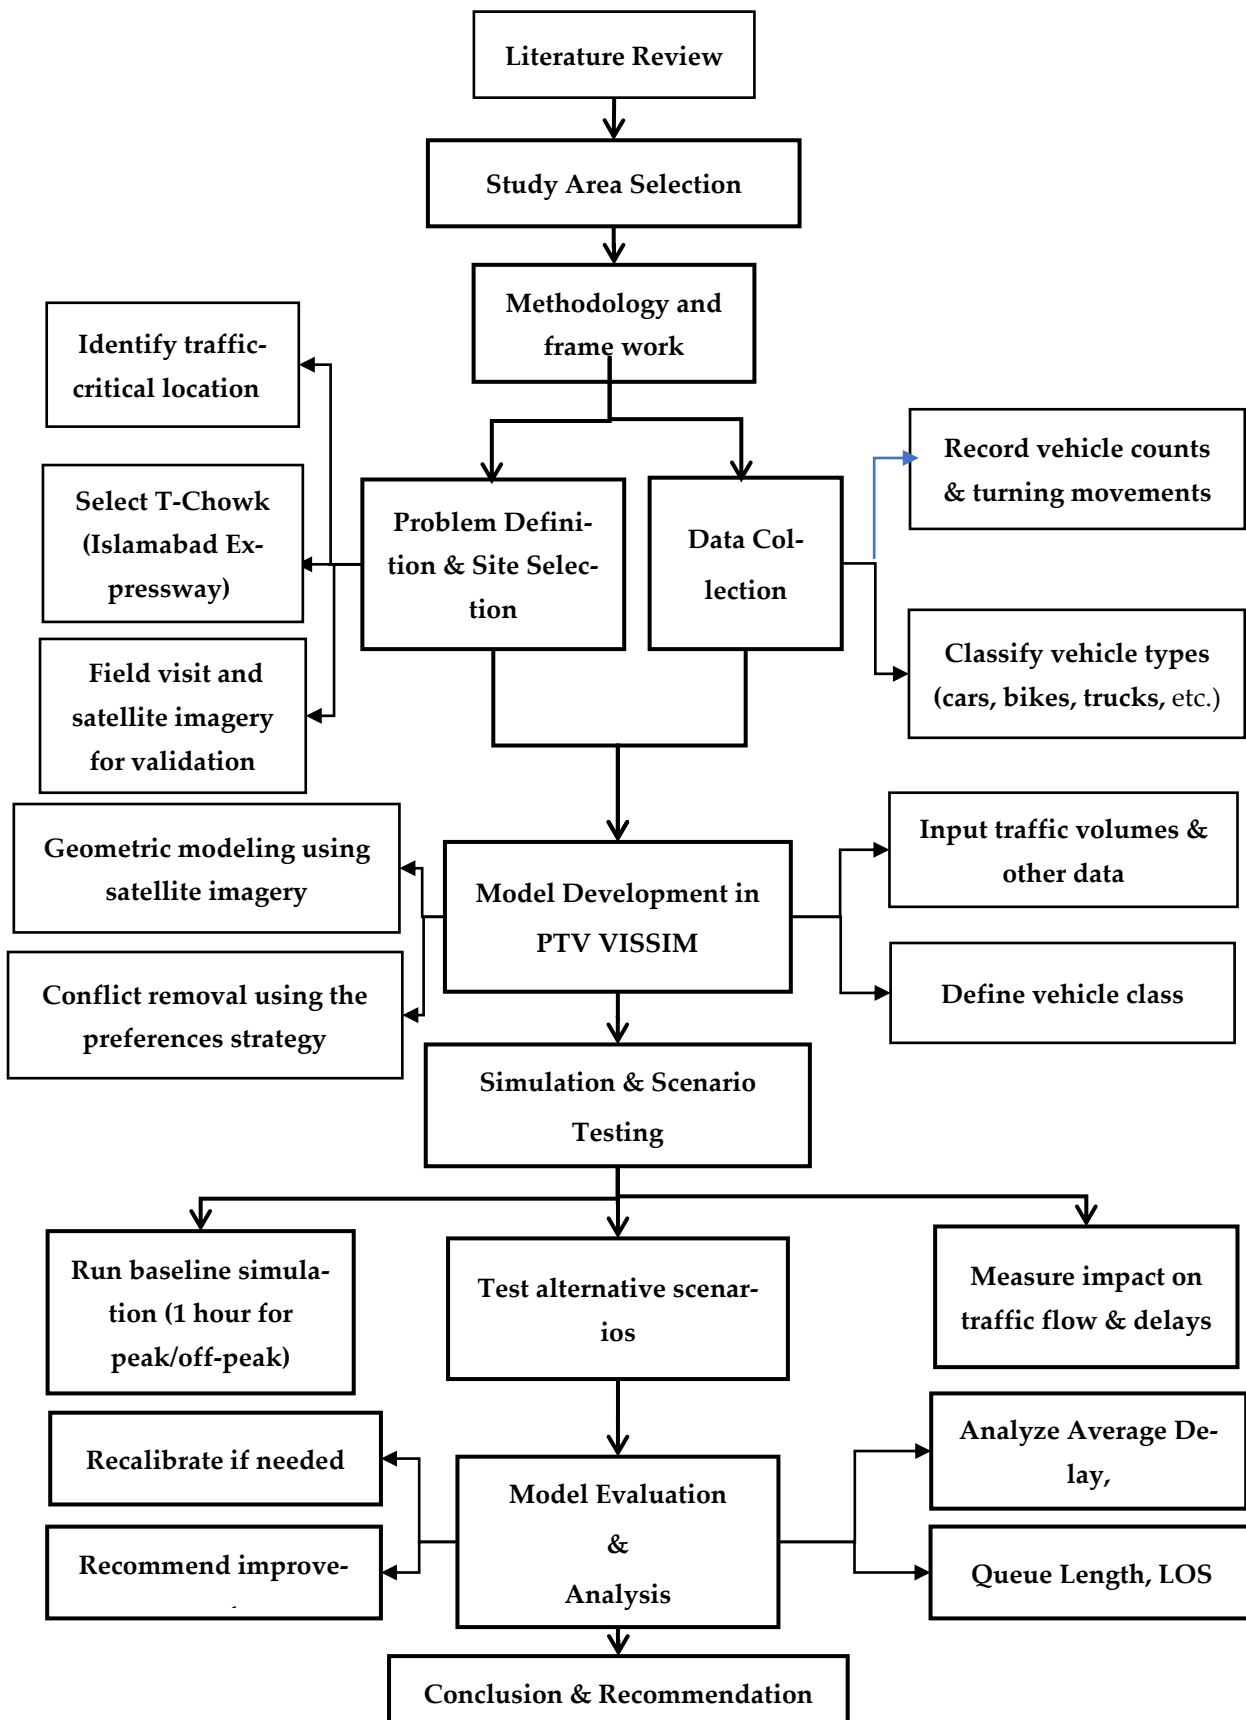 Literature Review
Study Area Selection
Methodology and
frame work
Identify traffic-
critical location
Select T-Chowk
(Islamabad Ex-
pressway)
Field visit and
satellite imagery
for validation
Problem Defini-
tion & Site Selec-
tion
Data Col-
lection
Record vehicle counts
& turning movements
Classify vehicle types
(cars, bikes, trucks, etc.)
Geometric modeling using
satellite imagery
Conflict removal using the
preferences strategy
Model Development in
PTV VISSIM
Input traffic volumes &
other data
Define vehicle class
Simulation & Scenario
Testing
Run baseline simula-
tion (1 hour for
peak/off-peak)
Test alternative scenar-
ios
Measure impact on
traffic flow & delays
Recalibrate if needed
Recommend improve-
Model Evaluation
&
Analysis
Analyze Average De-
lay,
Queue Length, LOS
Conclusion & Recommendation